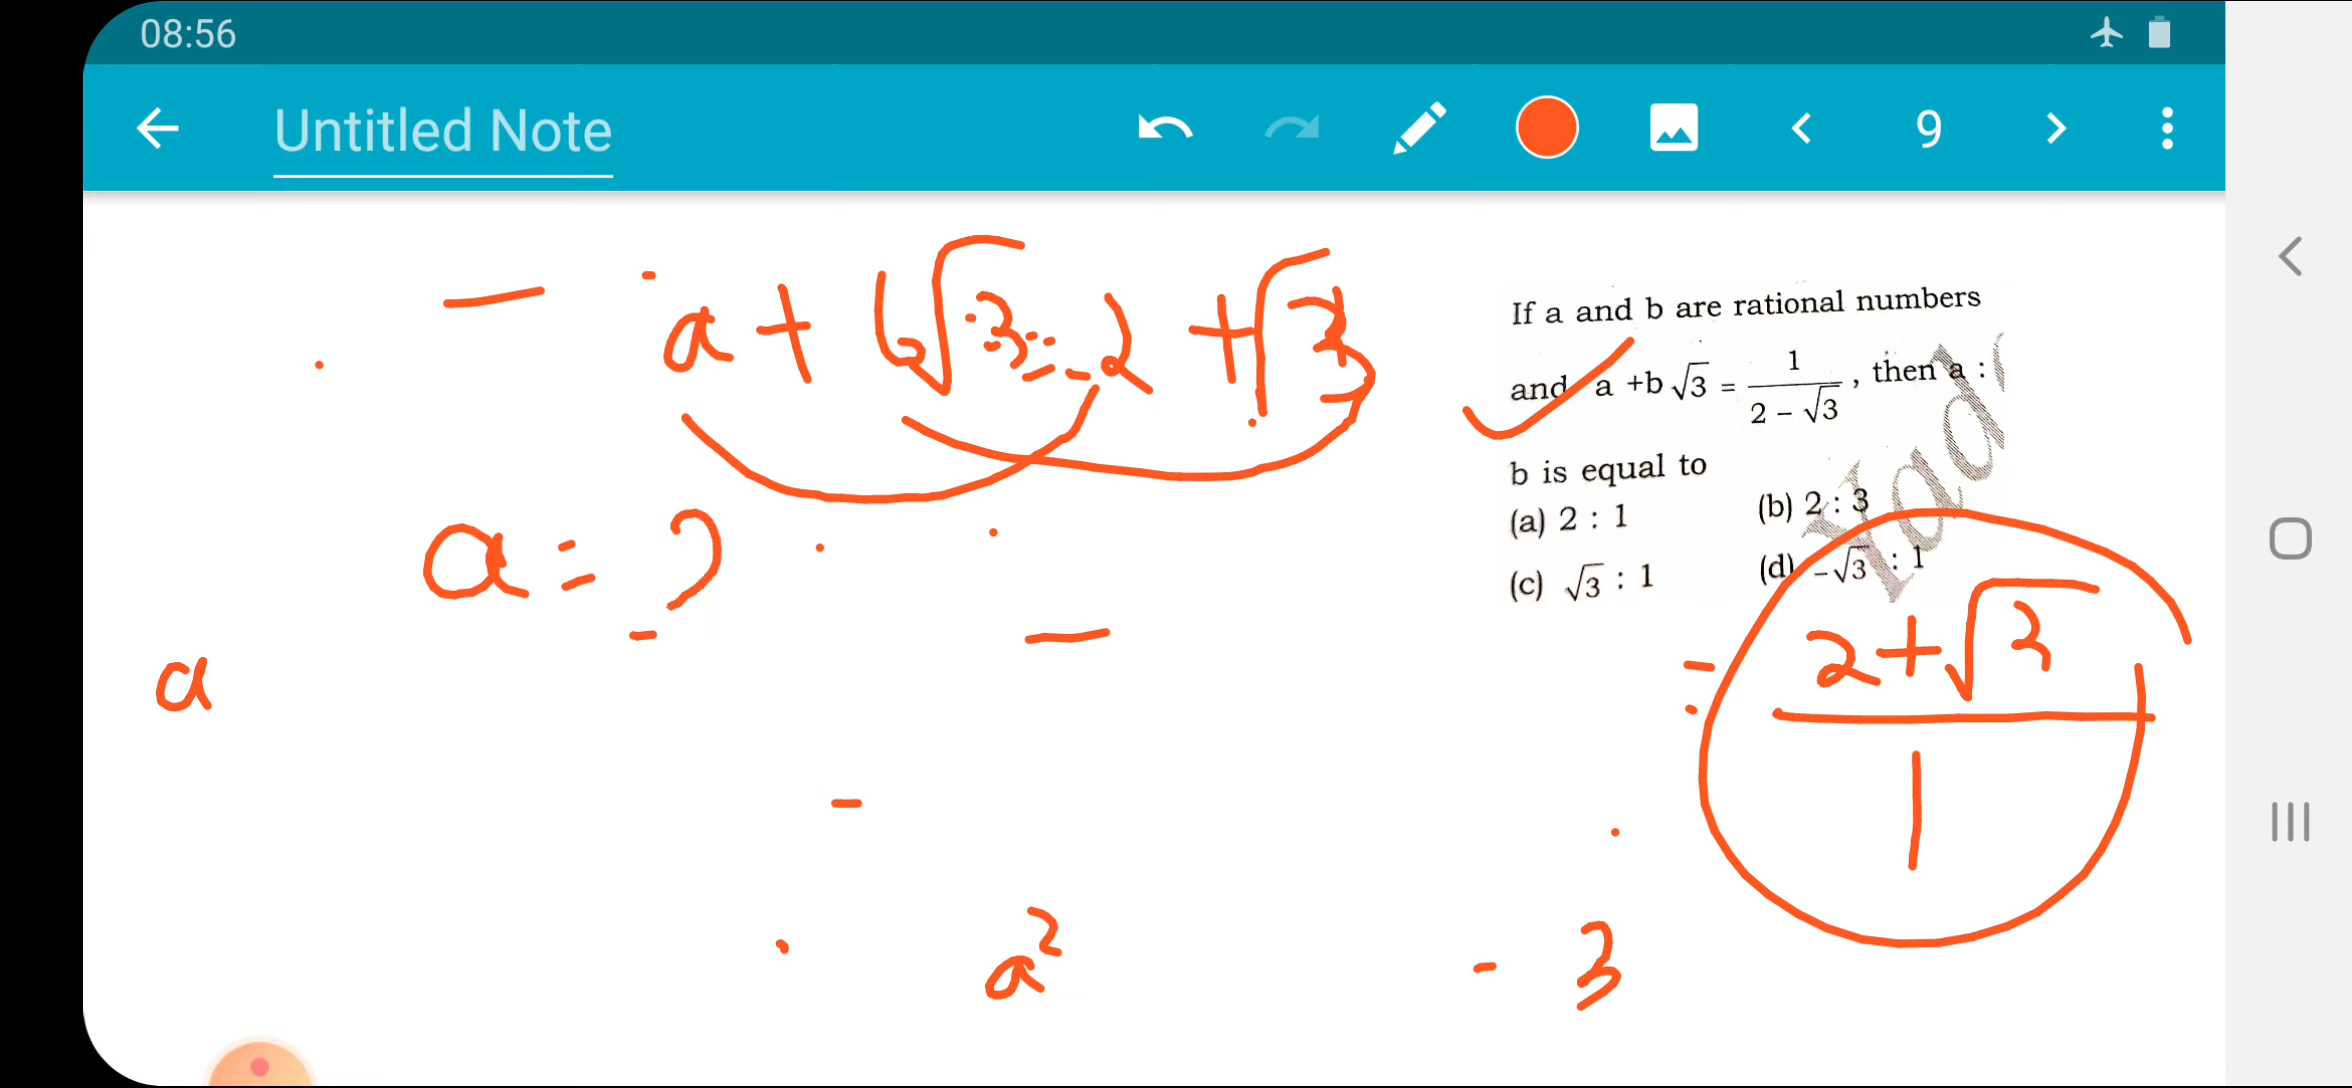 08:56
Untitled Note
9
a + b√3 = 2 + √3
If a and b are rational numbers
and a +b √3 = 1 / (2 − √3) , then a :
b is equal to
(a) 2 : 1 (b) 2 : 3
(c) √3 : 1 (d) −√3 : 1
a =
a
= 2+√3 / 1
a²
- 3